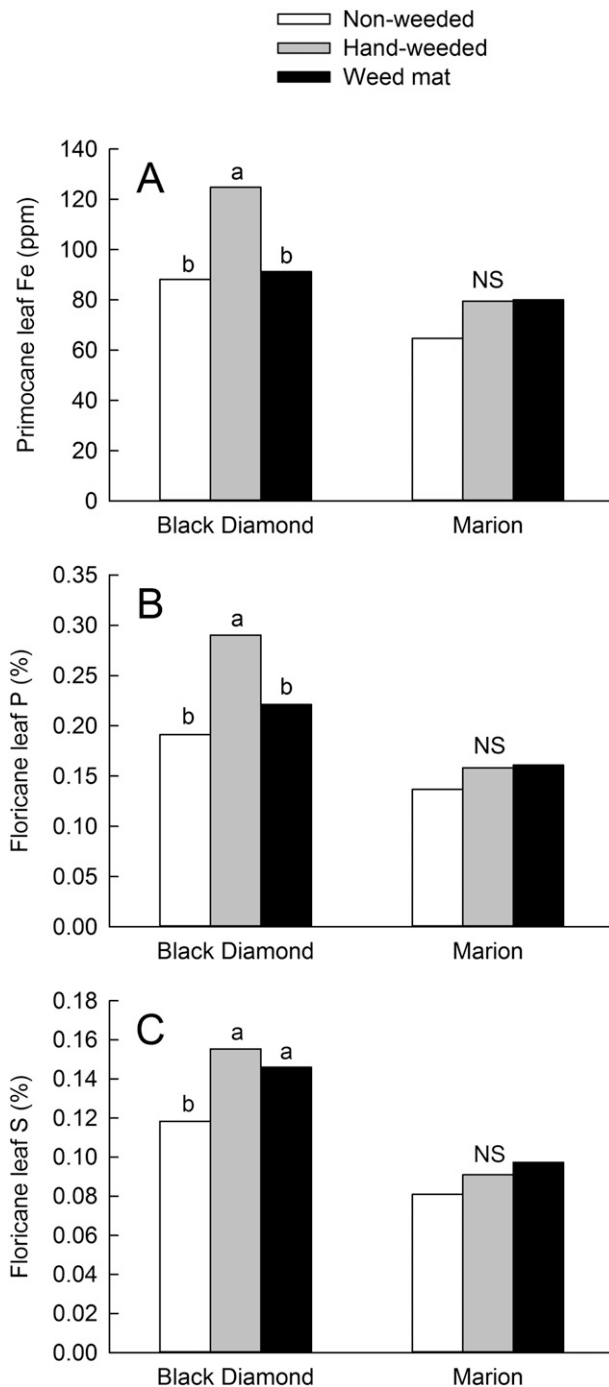 Non-weeded
Hand-weeded
Weed mat
A
Primocane leaf Fe (ppm)
140
120
100
80
60
40
20
0
b
a
b
NS
Black Diamond
Marion
B
Floricane leaf P (%)
0.35
0.30
0.25
0.20
0.15
0.10
0.05
0.00
b
a
b
NS
Black Diamond
Marion
C
Floricane leaf S (%)
0.18
0.16
0.14
0.12
0.10
0.08
0.06
0.04
0.02
0.00
b
a
a
NS
Black Diamond
Marion